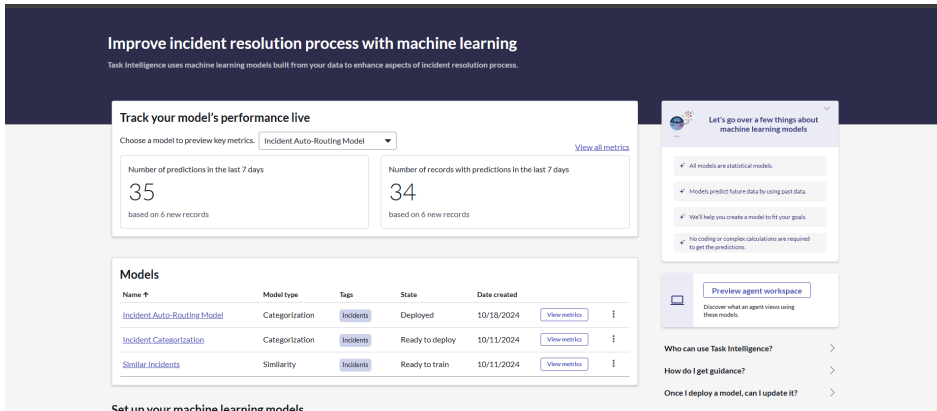 Improve incident resolution process with machine learning
Task Intelligence uses machine learning models built from your data to enhance aspects of incident resolution process.
Track your model's performance live
Choose a model to preview key metrics. Incident Auto-Routing Model
View all metrics
Number of predictions in the last 7 days
35
based on 6 new records
Number of records with predictions in the last 7 days
34
based on 6 new records
Models
Name ↑ Model type Tags State Date created
Incident Auto-Routing Model Categorization Incidents Deployed 10/18/2024 View metrics
Incident Categorization Categorization Incidents Ready to deploy 10/11/2024 View metrics
Similar Incidents Similarity Incidents Ready to train 10/11/2024 View metrics
Set up your machine learning models
Let's go over a few things about
machine learning models
All models are statistical models.
Models predict future data by using past data.
We'll help you create a model to fit your goals.
No coding or complex calculations are required
to get the predictions.
Preview agent workspace
Discover what an agent views using
these models.
Who can use Task Intelligence?
How do I get guidance?
Once I deploy a model, can I update it?